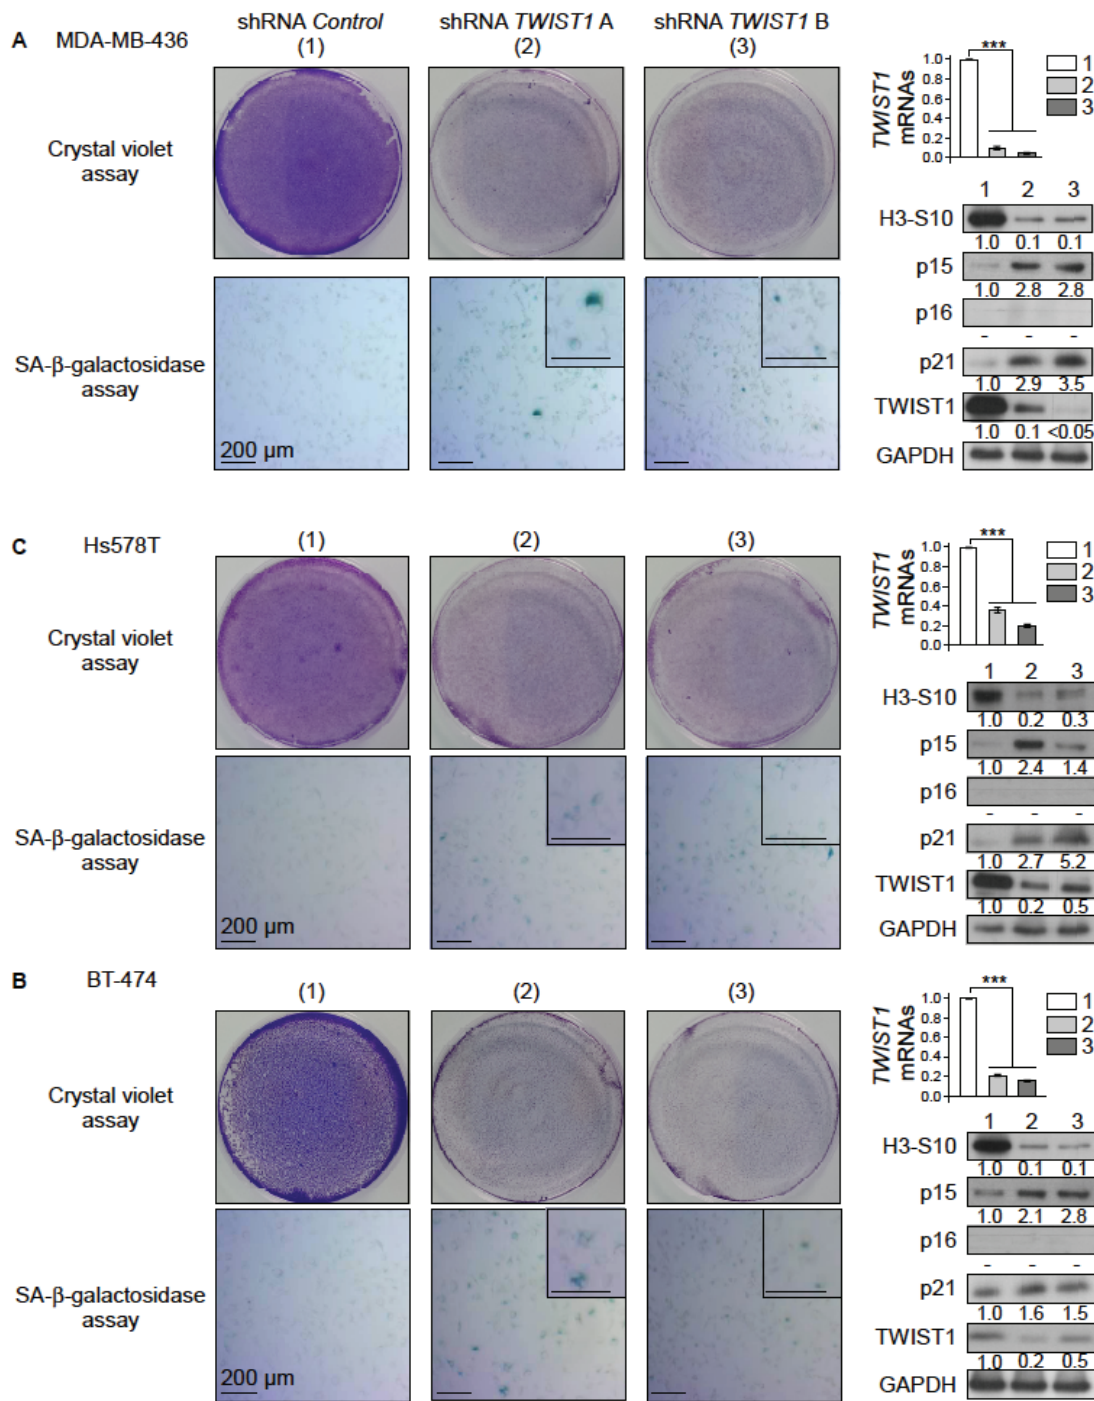 shRNA Control shRNA TWIST1 A shRNA TWIST1 B
A MDA-MB-436 (1) (2) (3)
Crystal violet
assay
SA-β-galactosidase
assay
200 µm
TWIST1
mRNAs
1.0
0.8
0.6
0.4
0.2
0.0
***
1
2
3
1 2 3
H3-S10
1.0 0.1 0.1
p15
1.0 2.8 2.8
p16
- - -
p21
1.0 2.9 3.5
TWIST1
1.0 0.1 <0.05
GAPDH
C Hs578T (1) (2) (3)
Crystal violet
assay
SA-β-galactosidase
assay
200 µm
TWIST1
mRNAs
1.0
0.8
0.6
0.4
0.2
0.0
***
1
2
3
1 2 3
H3-S10
1.0 0.2 0.3
p15
1.0 2.4 1.4
p16
- - -
p21
1.0 2.7 5.2
TWIST1
1.0 0.2 0.5
GAPDH
B BT-474 (1) (2) (3)
Crystal violet
assay
SA-β-galactosidase
assay
200 µm
TWIST1
mRNAs
1.0
0.8
0.6
0.4
0.2
0.0
***
1
2
3
1 2 3
H3-S10
1.0 0.1 0.1
p15
1.0 2.1 2.8
p16
- - -
p21
1.0 1.6 1.5
TWIST1
1.0 0.2 0.5
GAPDH